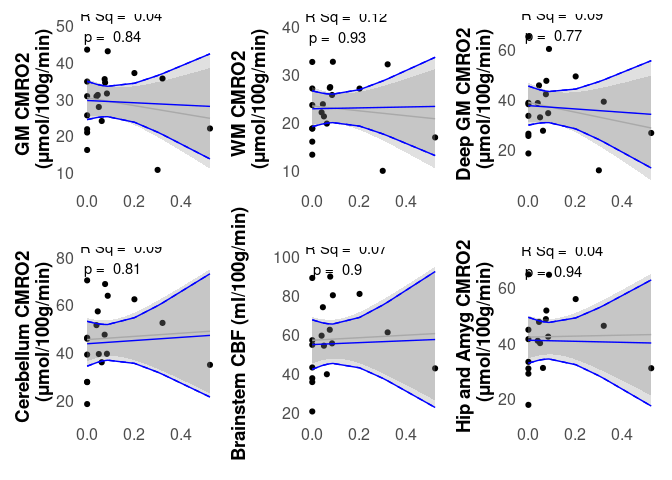 R Sq = 0.04
p = 0.84
GM CMRO2
(µmol/100g/min)
50
40
30
20
10
0.0 0.2 0.4
R Sq = 0.12
p = 0.93
WM CMRO2
(µmol/100g/min)
40
30
20
10
0.0 0.2 0.4
R Sq = 0.09
p = 0.77
Deep GM CMRO2
(µmol/100g/min)
60
40
20
0.0 0.2 0.4
R Sq = 0.09
p = 0.81
Cerebellum CMRO2
(µmol/100g/min)
80
60
40
20
0.0 0.2 0.4
R Sq = 0.07
p = 0.9
Brainstem CBF (ml/100g/min)
100
80
60
40
20
0.0 0.2 0.4
R Sq = 0.04
p = 0.94
Hip and Amyg CMRO2
(µmol/100g/min)
60
40
20
0.0 0.2 0.4